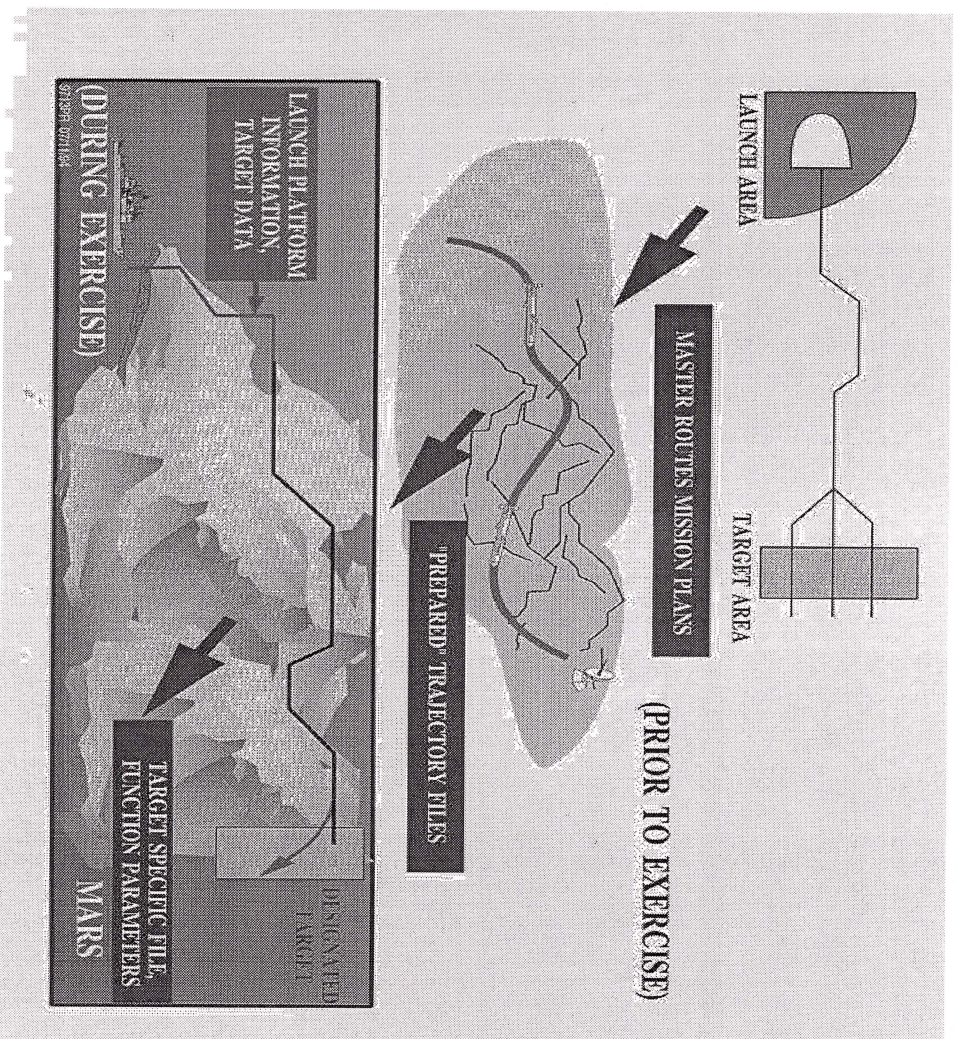 LAUNCH AREA
TARGET AREA
MASTER ROUTES MISSION PLANS
(PRIOR TO EXERCISE)
"PREPARED" TRAJECTORY FILES
LAUNCH PLATFORM
INFORMATION,
TARGET DATA
DESIGNATED
TARGET
TARGET SPECIFIC FILE,
FUNCTION PARAMETERS
(DURING EXERCISE)
MARS